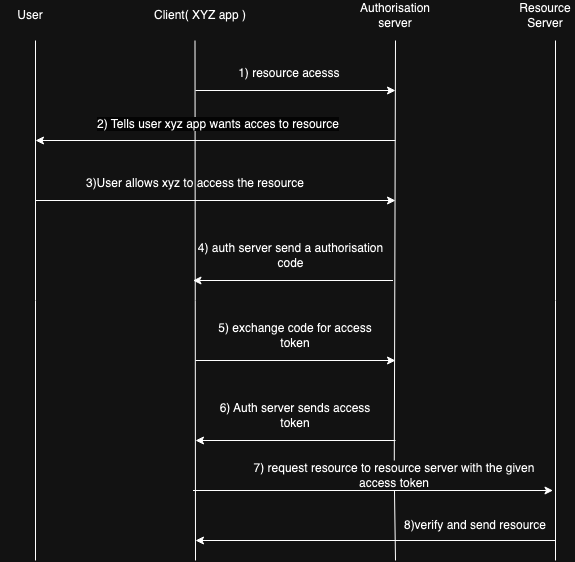 User
Client( XYZ app )
Authorisation
server
Resource
Server
1) resource acesss
2) Tells user xyz app wants acces to resource
3)User allows xyz to access the resource
4) auth server send a authorisation
code
5) exchange code for access
token
6) Auth server sends access
token
7) request resource to resource server with the given
access token
8)verify and send resource